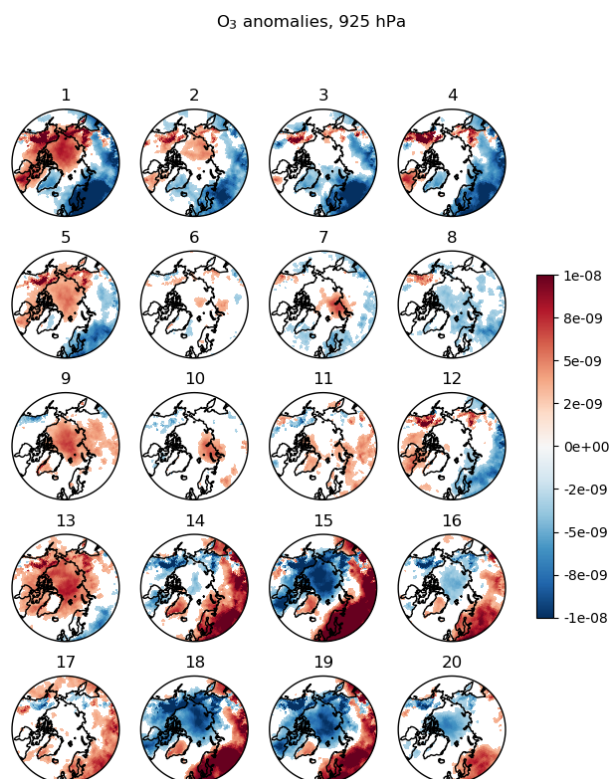 O₃ anomalies, 925 hPa
1 2 3 4
5 6 7 8
9 10 11 12
13 14 15 16
17 18 19 20
1e-08
8e-09
5e-09
2e-09
0e+00
-2e-09
-5e-09
-8e-09
-1e-08